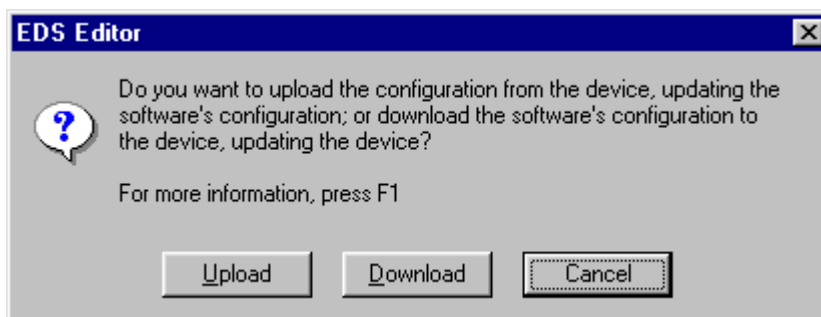 EDS Editor
Do you want to upload the configuration from the device, updating the
software's configuration; or download the software's configuration to
the device, updating the device?
For more information, press F1
Upload Download Cancel